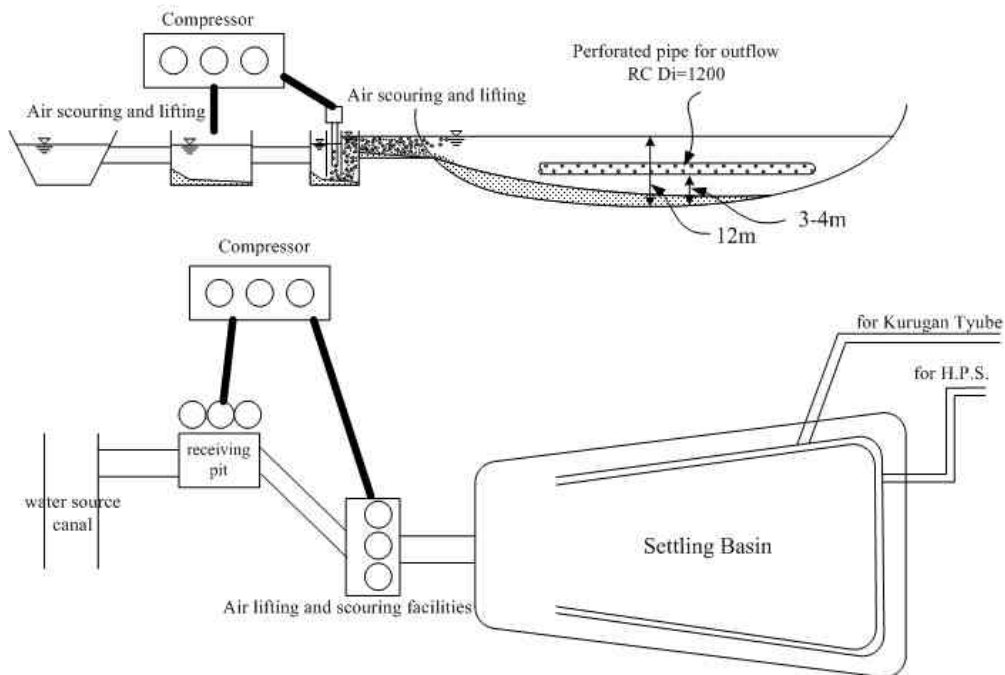 Compressor
Perforated pipe for outflow
RC Di=1200
Air scouring and lifting
Air scouring and lifting
3-4m
12m
Compressor
for Kurugan Tyube
for H.P.S.
receiving
pit
water source
canal
Settling Basin
Air lifting and scouring facilities